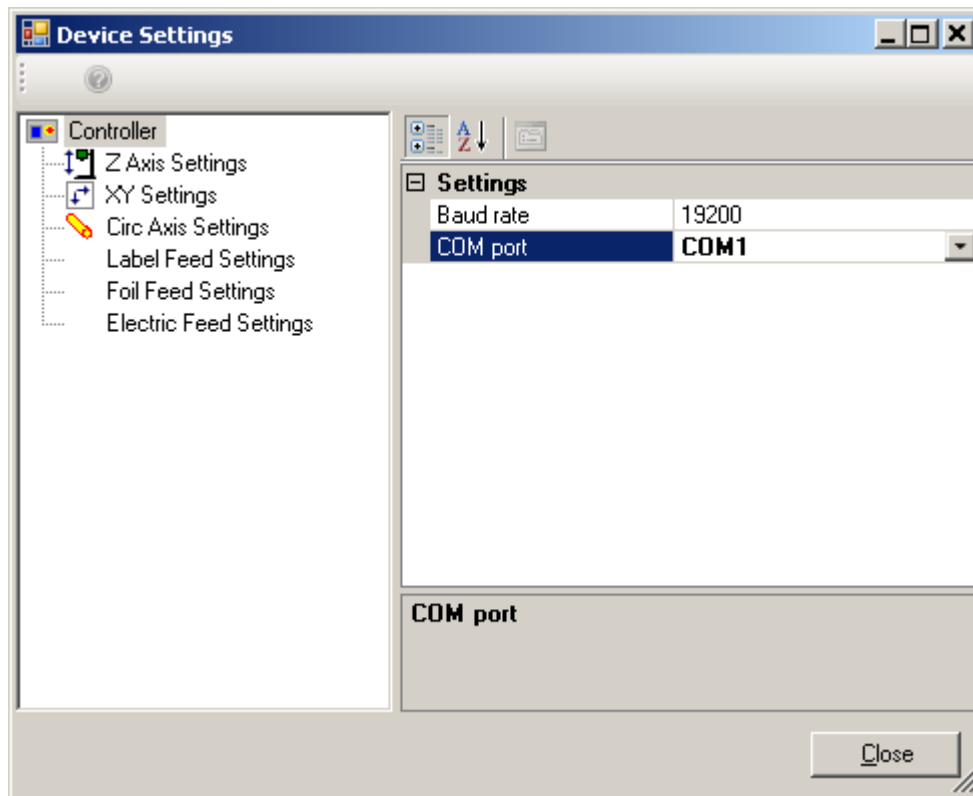 Device Settings
Controller
Z Axis Settings
XY Settings
Circ Axis Settings
Label Feed Settings
Foil Feed Settings
Electric Feed Settings
A
Z
Settings
Baud rate 19200
COM port COM1
COM port
Close